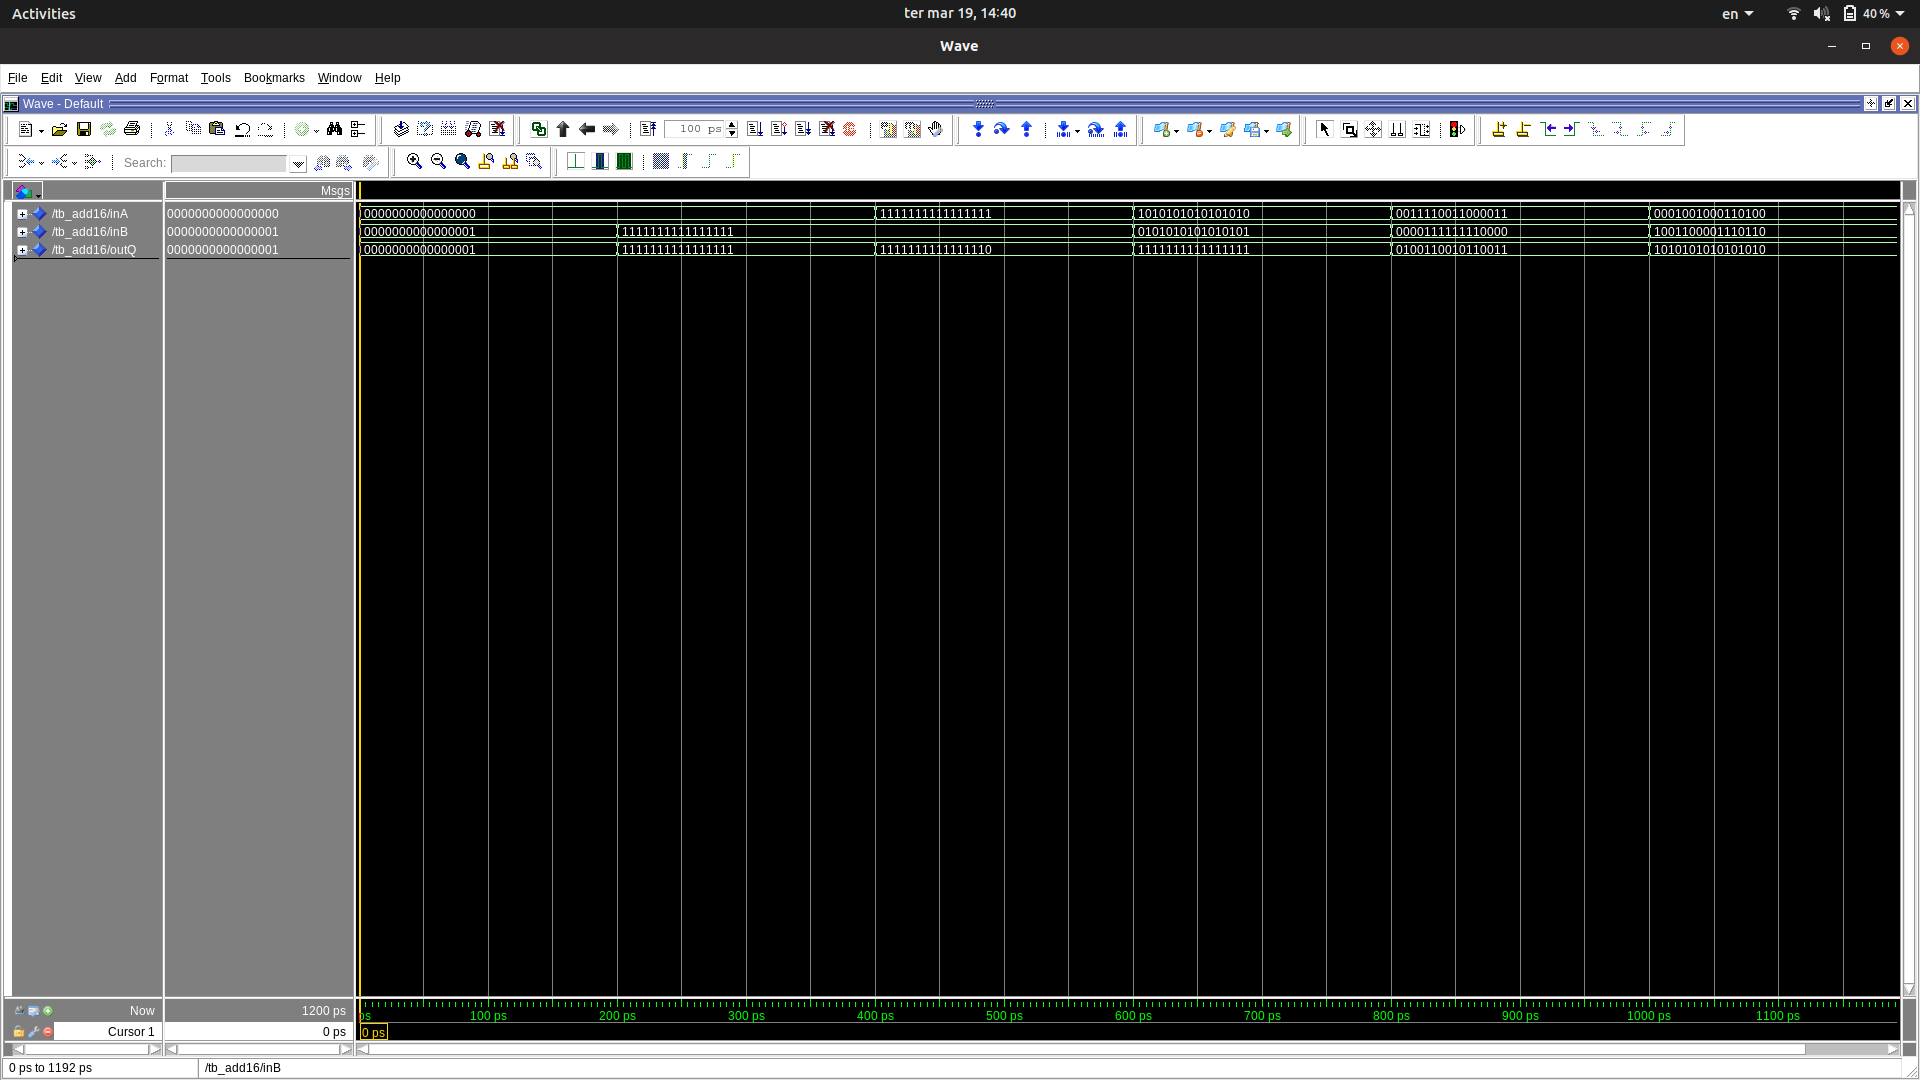 Activities ter mar 19, 14:40 en 40 %
Wave
File Edit View Add Format Tools Bookmarks Window Help
Wave - Default
100 ps
Search:
Msgs
/tb_add16/inA 0000000000000000 0000000000000000 1111111111111111 1010101010101010 0011110011000011 0001001000110100
/tb_add16/inB 0000000000000001 0000000000000001 1111111111111111 0101010101010101 0000111111110000 1001100001110110
/tb_add16/outQ 0000000000000001 0000000000000001 1111111111111111 1111111111111110 1111111111111111 0100110010110011 1010101010101010
Now 1200 ps 100 ps 200 ps 300 ps 400 ps 500 ps 600 ps 700 ps 800 ps 900 ps 1000 ps 1100 ps
Cursor 1 0 ps 0 ps
0 ps to 1192 ps /tb_add16/inB